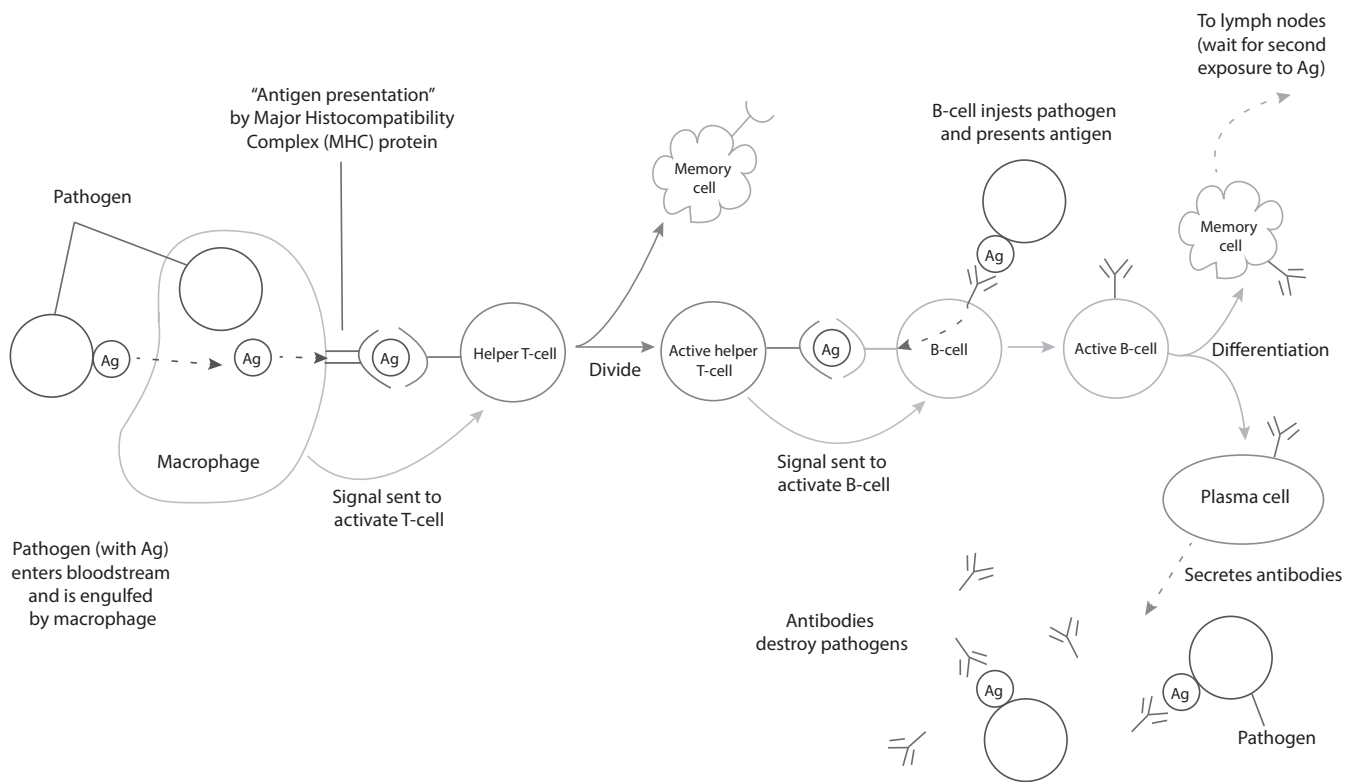 To lymph nodes
(wait for second
exposure to Ag)
“Antigen presentation”
by Major Histocompatibility
Complex (MHC) protein
B-cell injests pathogen
and presents antigen
Memory
cell
Pathogen
Memory
cell
Ag
Ag
Ag
Ag
Helper T-cell
Divide
Active helper
T-cell
Ag
B-cell
Active B-cell
Differentiation
Macrophage
Signal sent to
activate T-cell
Signal sent to
activate B-cell
Plasma cell
Pathogen (with Ag)
enters bloodstream
and is engulfed
by macrophage
Secretes antibodies
Antibodies
destroy pathogens
Ag
Ag
Pathogen